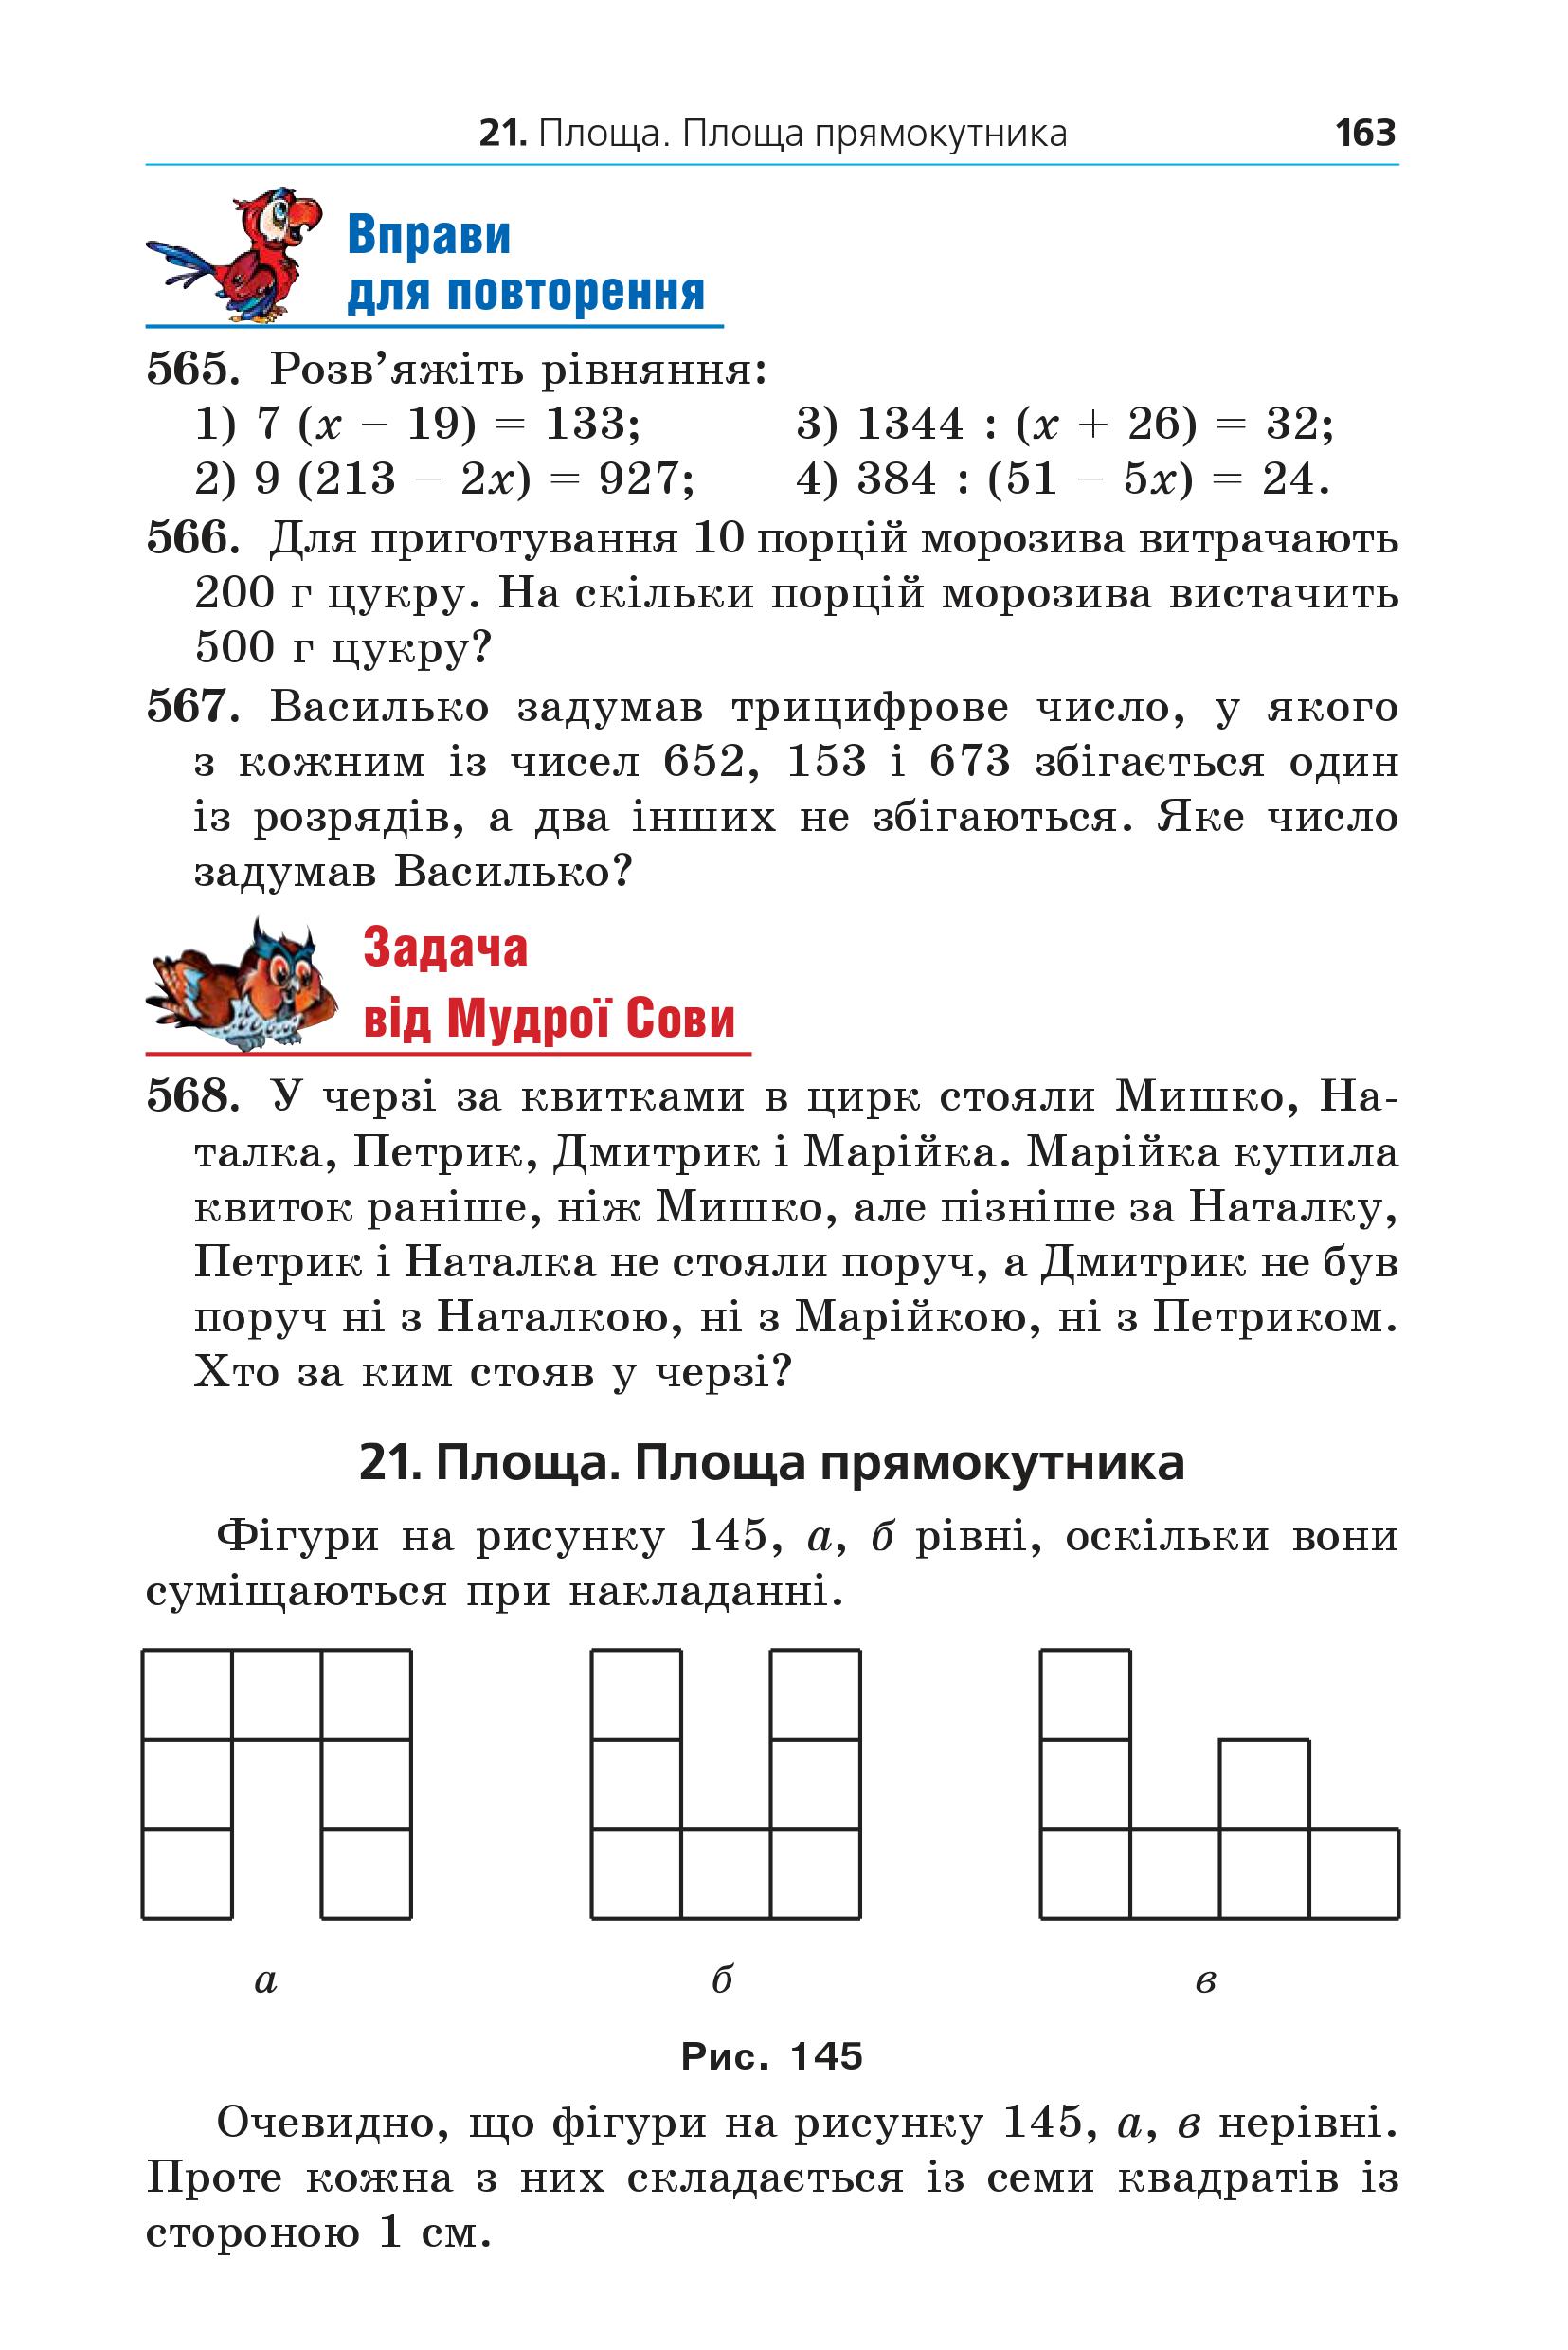 21. Площа. Площа прямокутника 163
Вправи
для повторення
565. Розв’яжіть рівняння:
1) 7 (x – 19) = 133; 3) 1344 : (x + 26) = 32;
2) 9 (213 – 2x) = 927; 4) 384 : (51 – 5x) = 24.
566. Для приготування 10 порцій морозива витрачають
200 г цукру. На скільки порцій морозива вистачить
500 г цукру?
567. Василько задумав трицифрове число, у якого
з кожним із чисел 652, 153 і 673 збігається один
із розрядів, а два інших не збігаються. Яке число
задумав Василько?
Задача
від Мудрої Сови
568. У черзі за квитками в цирк стояли Мишко, На-
талка, Петрик, Дмитрик і Марійка. Марійка купила
квиток раніше, ніж Мишко, але пізніше за Наталку,
Петрик і Наталка не стояли поруч, а Дмитрик не був
поруч ні з Наталкою, ні з Марійкою, ні з Петриком.
Хто за ким стояв у черзі?
21. Площа. Площа прямокутника
Фігури на рисунку 145, а, б рівні, оскільки вони
суміщаються при накладанні.
а б в
Рис. 145
Очевидно, що фігури на рисунку 145, а, в нерівні.
Проте кожна з них складається із семи квадратів із
стороною 1 см.